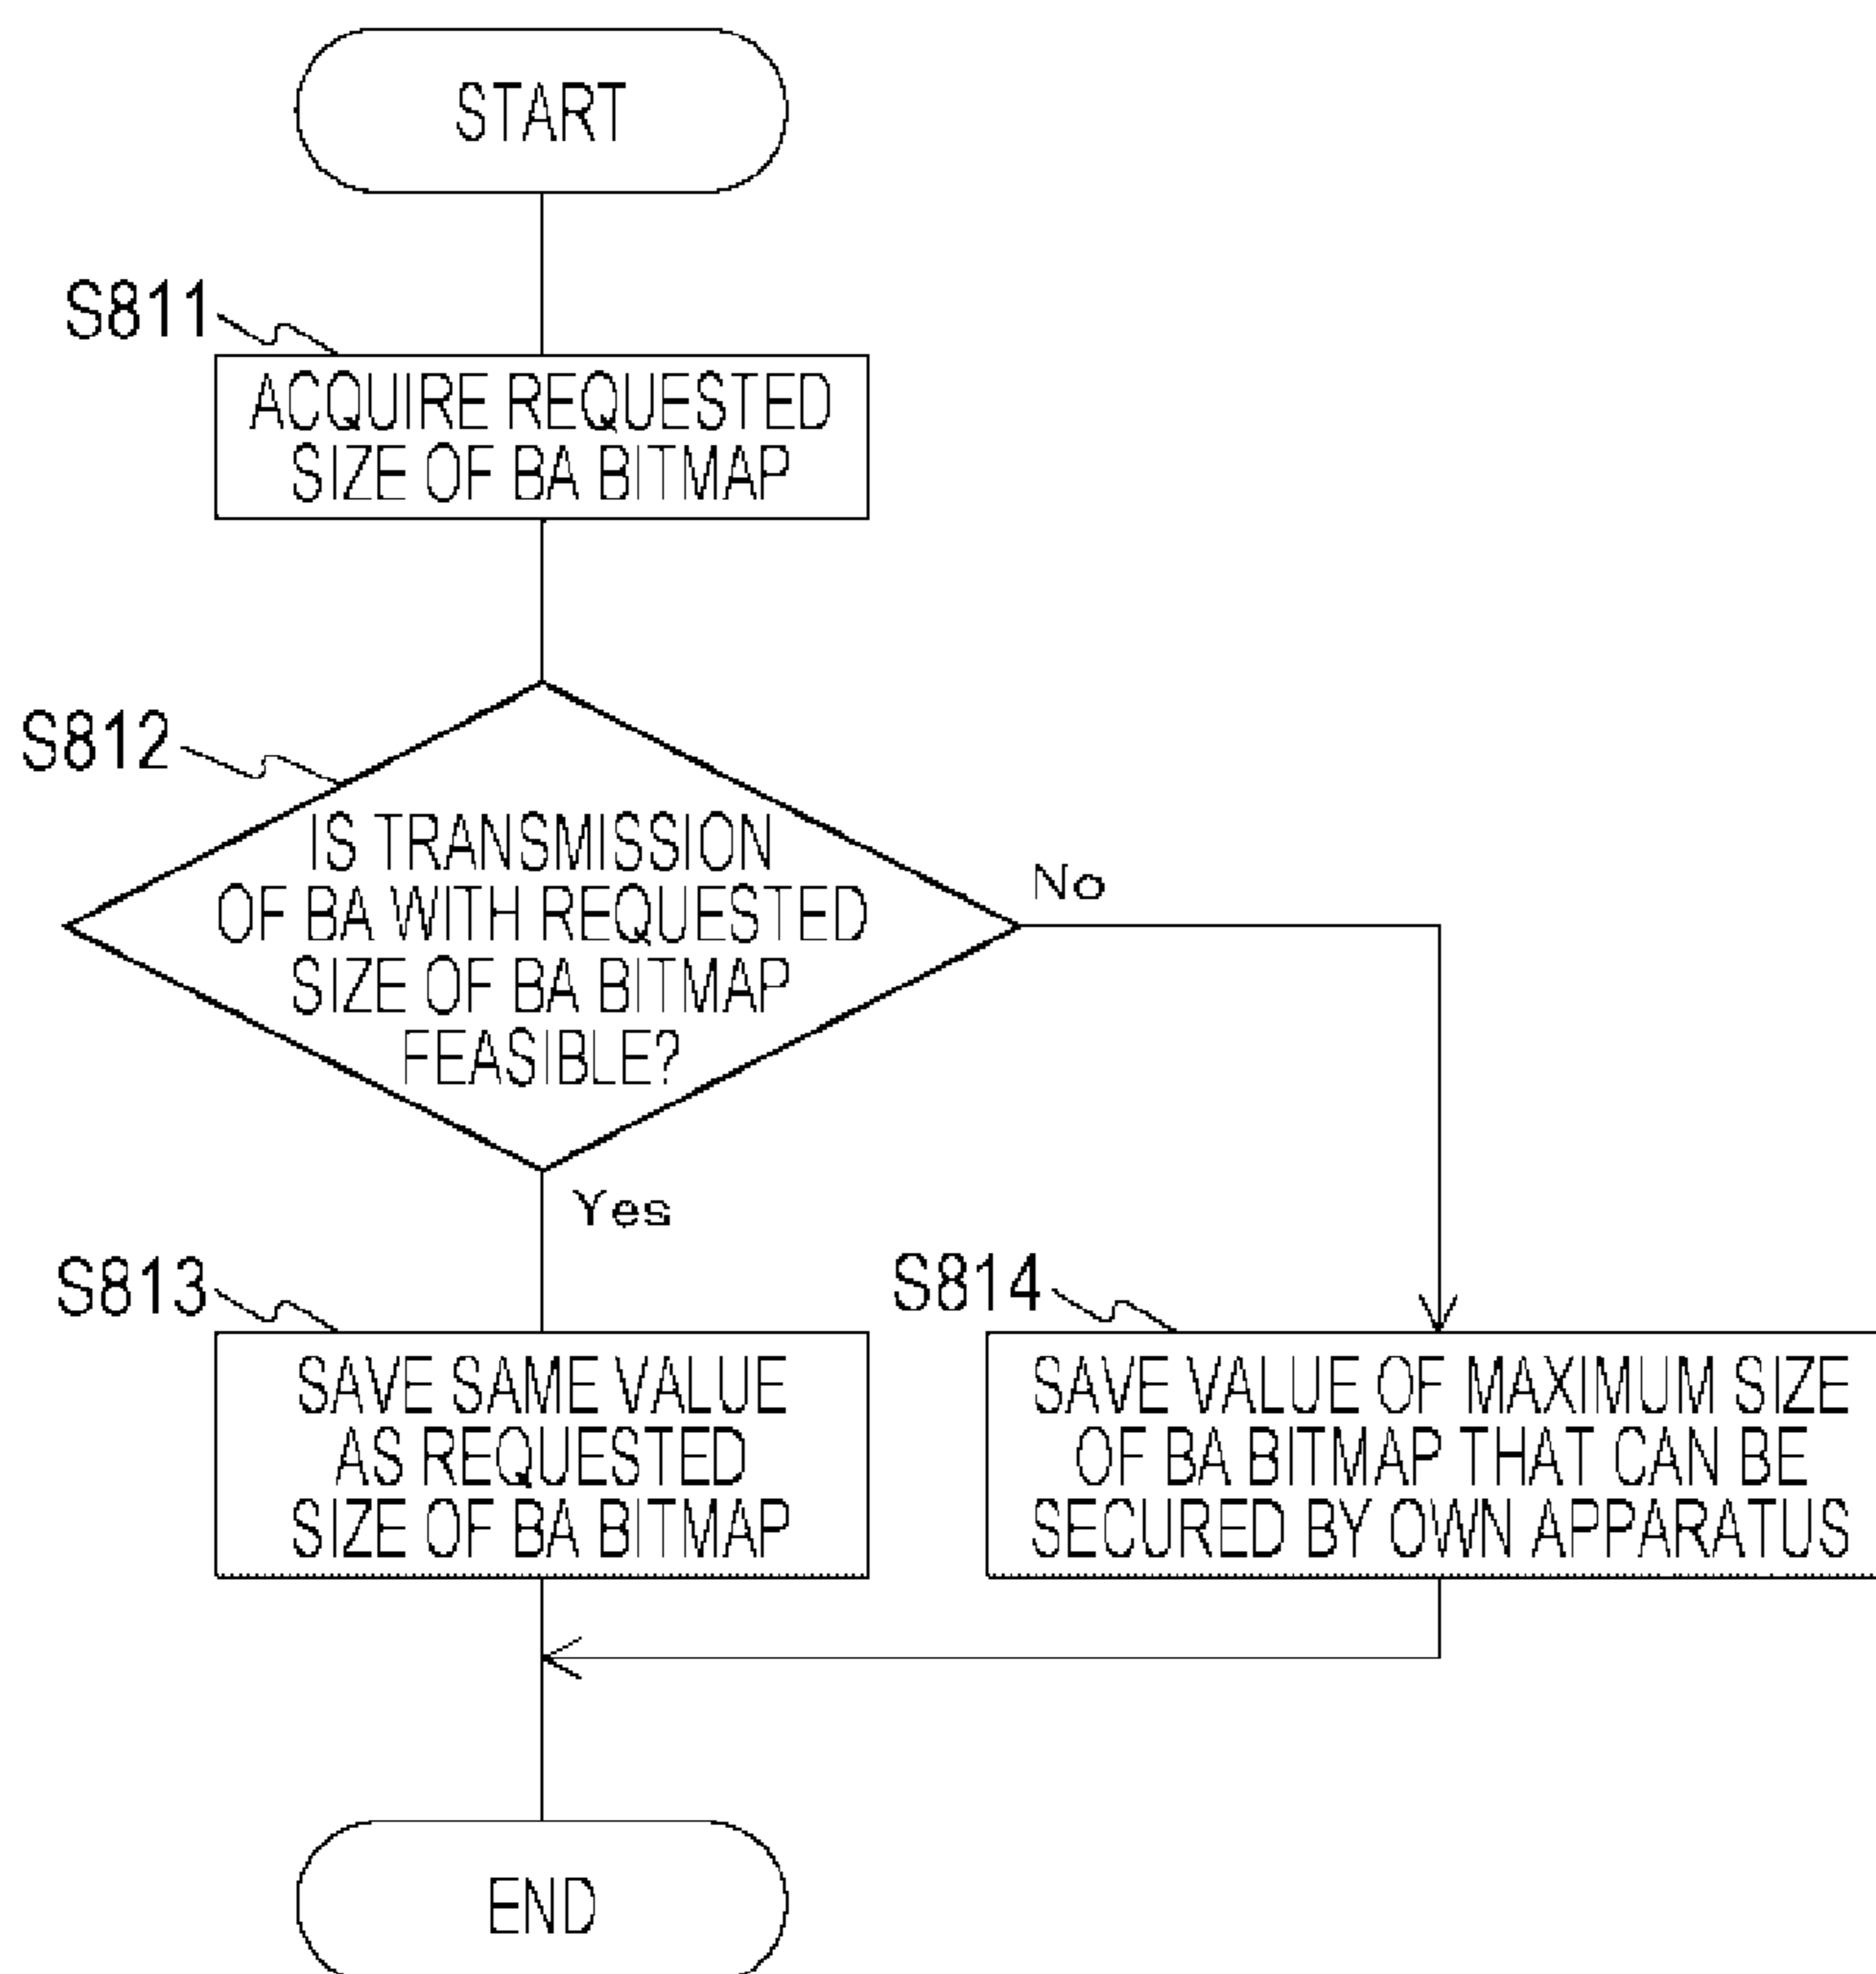 START
S811
ACQUIRE REQUESTED
SIZE OF BA BITMAP
S812
IS TRANSMISSION
OF BA WITH REQUESTED
SIZE OF BA BITMAP
FEASIBLE?
No
Yes
S813
SAVE SAME VALUE
AS REQUESTED
SIZE OF BA BITMAP
S814
SAVE VALUE OF MAXIMUM SIZE
OF BA BITMAP THAT CAN BE
SECURED BY OWN APPARATUS
END